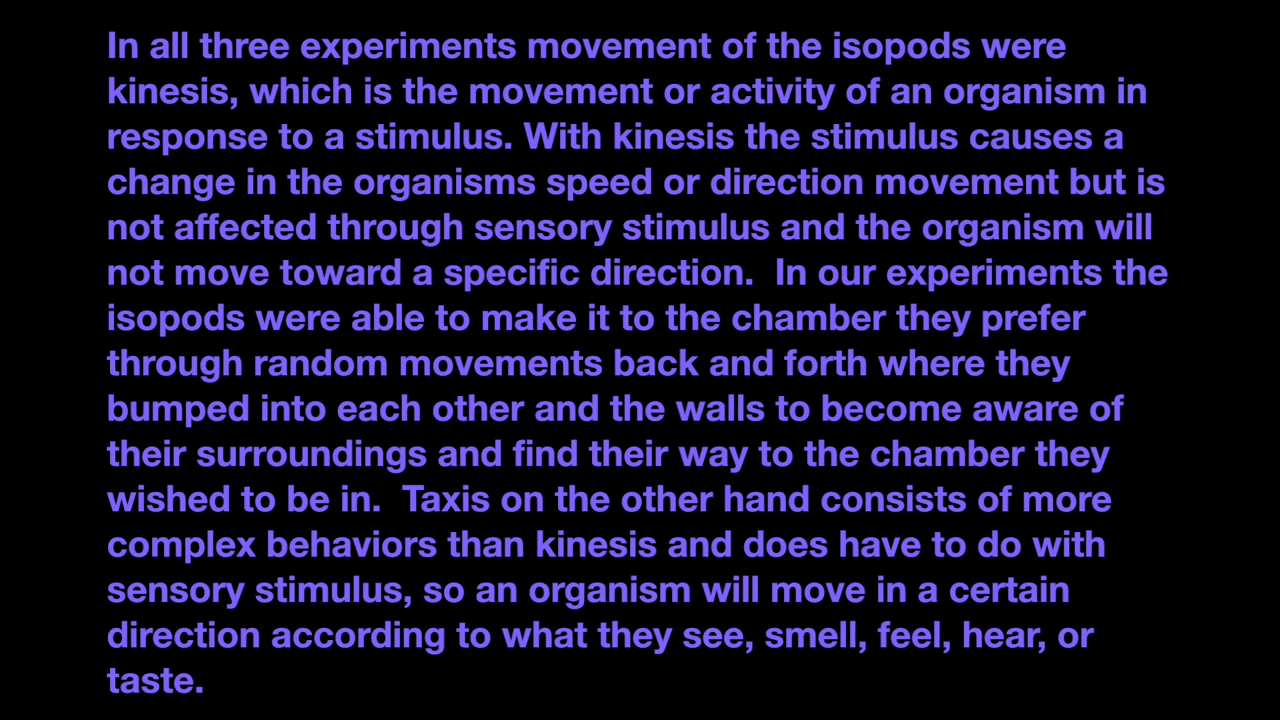 In all three experiments movement of the isopods were
kinesis, which is the movement or activity of an organism in
response to a stimulus. With kinesis the stimulus causes a
change in the organisms speed or direction movement but is
not affected through sensory stimulus and the organism will
not move toward a specific direction.  In our experiments the
isopods were able to make it to the chamber they prefer
through random movements back and forth where they
bumped into each other and the walls to become aware of
their surroundings and find their way to the chamber they
wished to be in.  Taxis on the other hand consists of more
complex behaviors than kinesis and does have to do with
sensory stimulus, so an organism will move in a certain
direction according to what they see, smell, feel, hear, or
taste.